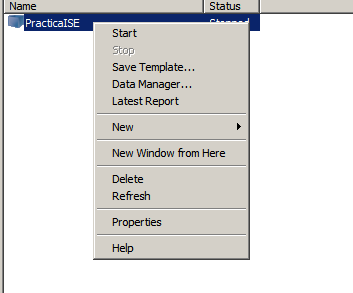 Name Status
PracticaISE Stopped
Start
Stop
Save Template...
Data Manager...
Latest Report
New
New Window from Here
Delete
Refresh
Properties
Help